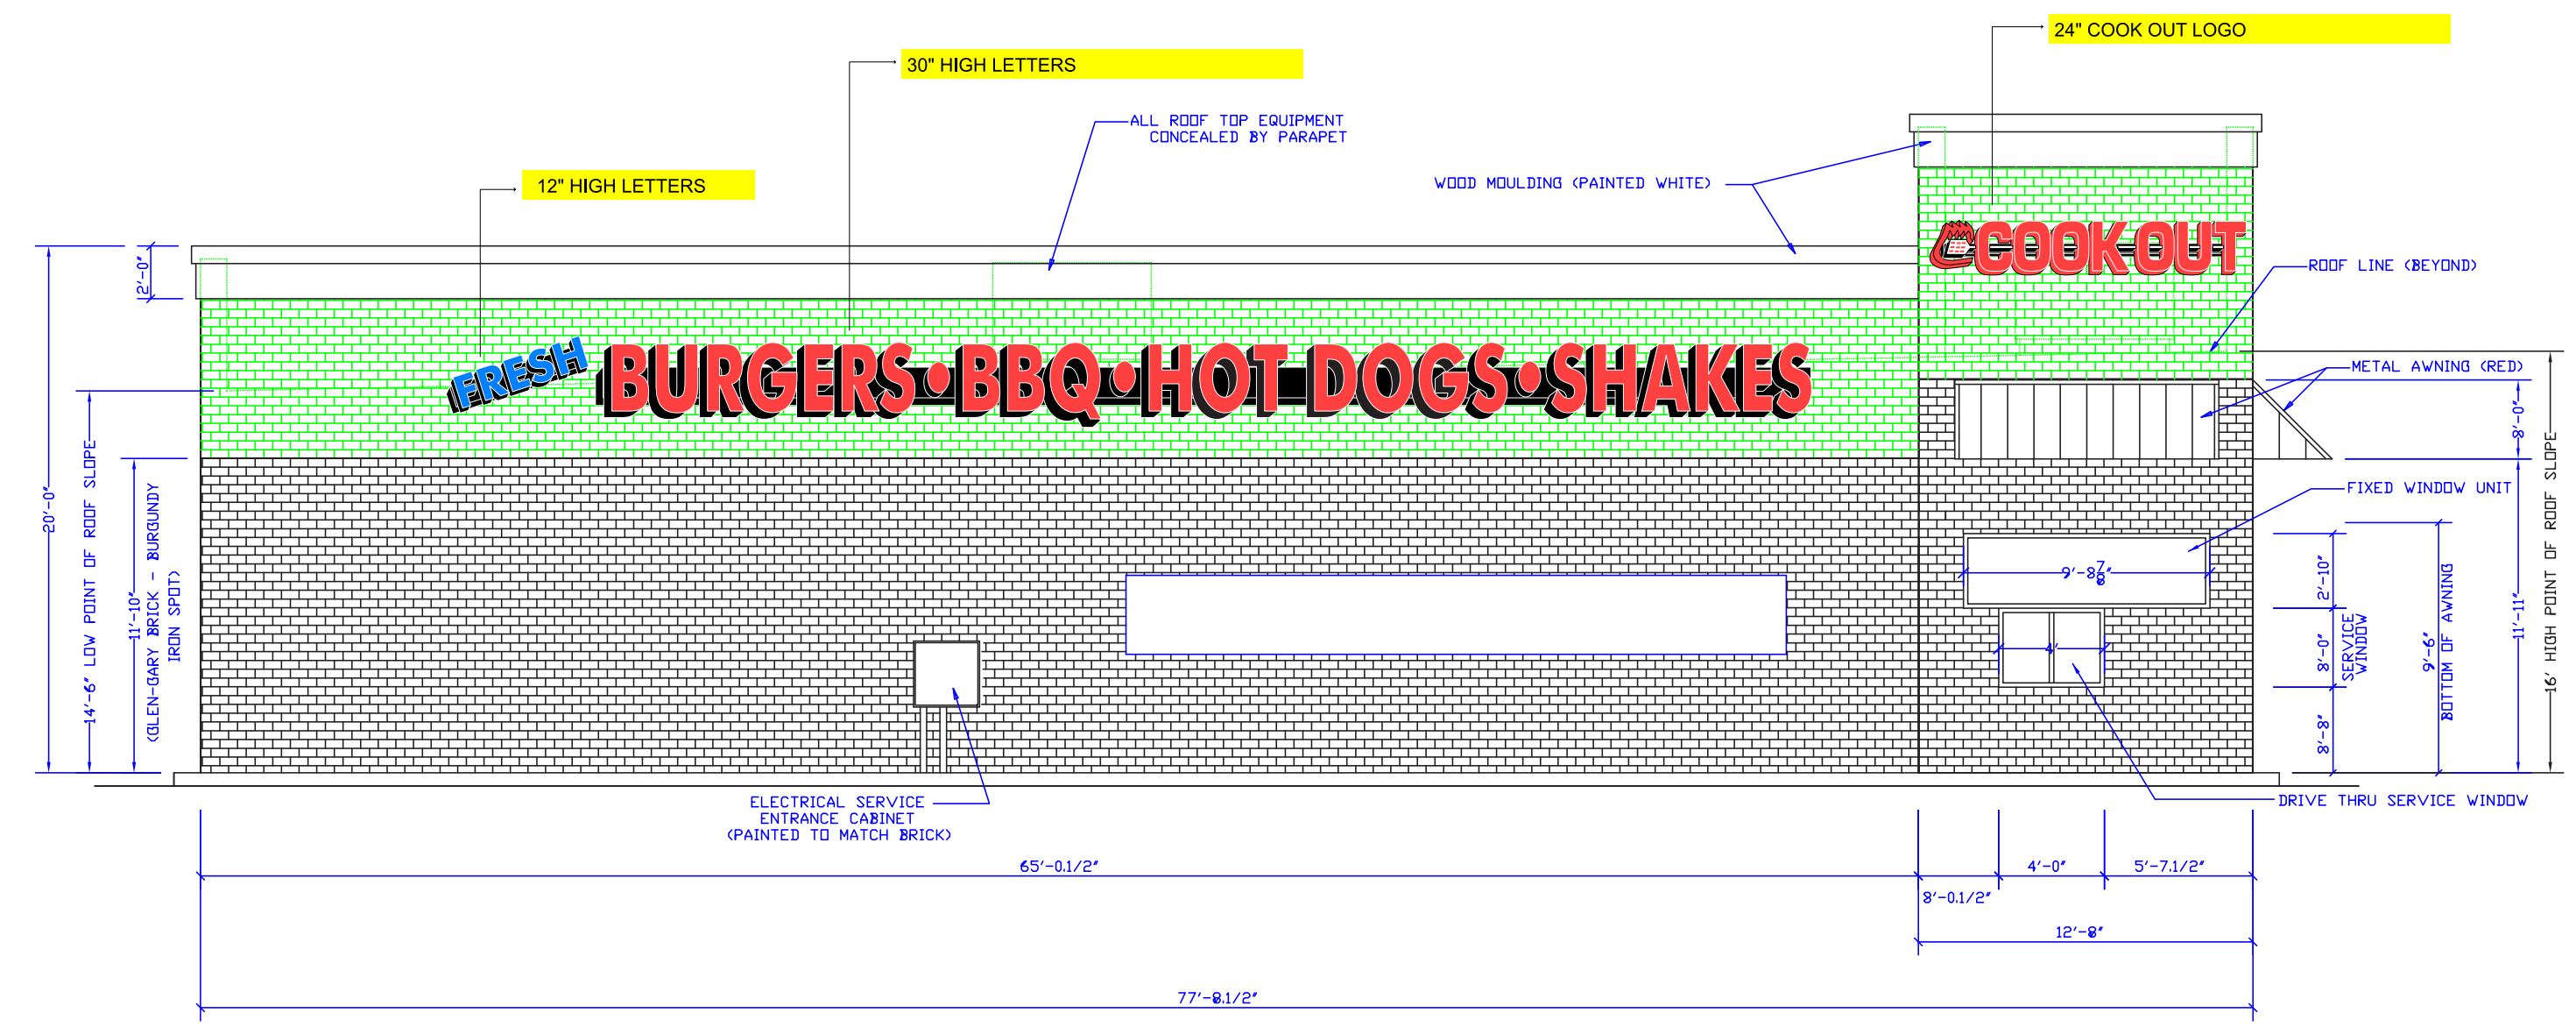 24" COOK OUT LOGO
30" HIGH LETTERS
ALL ROOF TOP EQUIPMENT
CONCEALED BY PARAPET
12" HIGH LETTERS
WOOD MOULDING (PAINTED WHITE)
COOK OUT
ROOF LINE (BEYOND)
2'-0"
FRESH BURGERS•BBQ•HOT DOGS•SHAKES
METAL AWNING (RED)
8'-0"
20'-0"
14'-6" LOW POINT OF ROOF SLOPE
11'-10"
(GLEN-GARY BRICK - BURGUNDY
IRON SPOT)
FIXED WINDOW UNIT
9'-8 7/8"
4'
2'-10"
8'-0"
SERVICE
WINDOW
8'-8"
9'-6"
BOTTOM OF AWNING
11'-11"
16' HIGH POINT OF ROOF SLOPE
ELECTRICAL SERVICE
ENTRANCE CABINET
(PAINTED TO MATCH BRICK)
DRIVE THRU SERVICE WINDOW
65'-0.1/2"
4'-0"
5'-7.1/2"
8'-0.1/2"
12'-8"
77'-8.1/2"